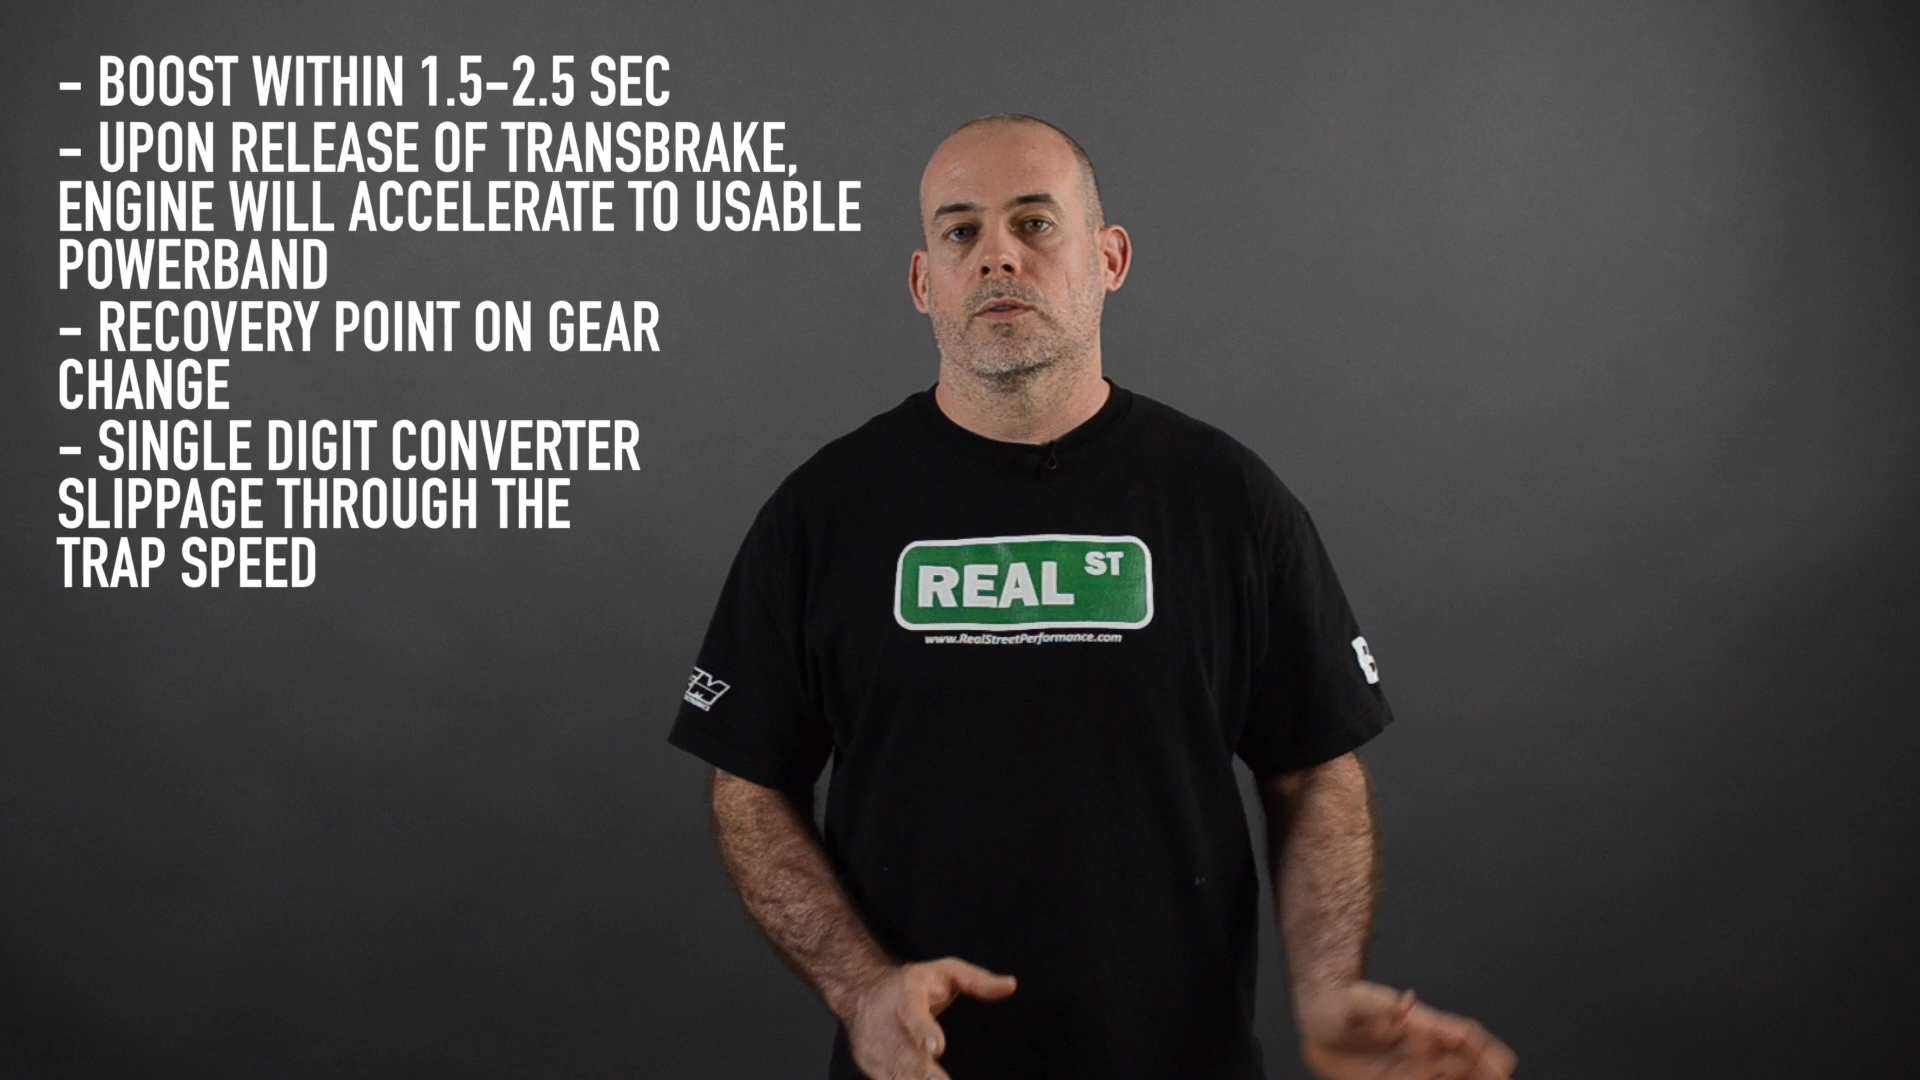 - BOOST WITHIN 1.5-2.5 SEC
- UPON RELEASE OF TRANSBRAKE,
ENGINE WILL ACCELERATE TO USABLE
POWERBAND
- RECOVERY POINT ON GEAR
CHANGE
- SINGLE DIGIT CONVERTER
SLIPPAGE THROUGH THE
TRAP SPEED
REAL ST
www.RealStreetPerformance.com